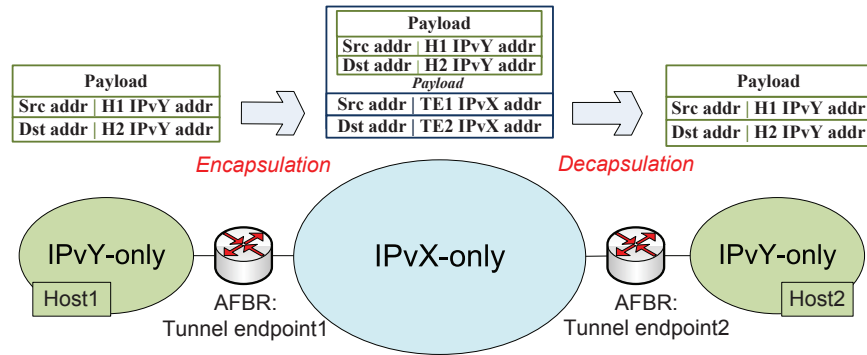 Payload
Src addr | H1 IPvY addr
Dst addr | H2 IPvY addr
Encapsulation
Payload
Src addr | H1 IPvY addr
Dst addr | H2 IPvY addr
Payload
Src addr | TE1 IPvX addr
Dst addr | TE2 IPvX addr
Decapsulation
Payload
Src addr | H1 IPvY addr
Dst addr | H2 IPvY addr
IPvY-only
Host1
AFBR:
Tunnel endpoint1
IPvX-only
AFBR:
Tunnel endpoint2
IPvY-only
Host2